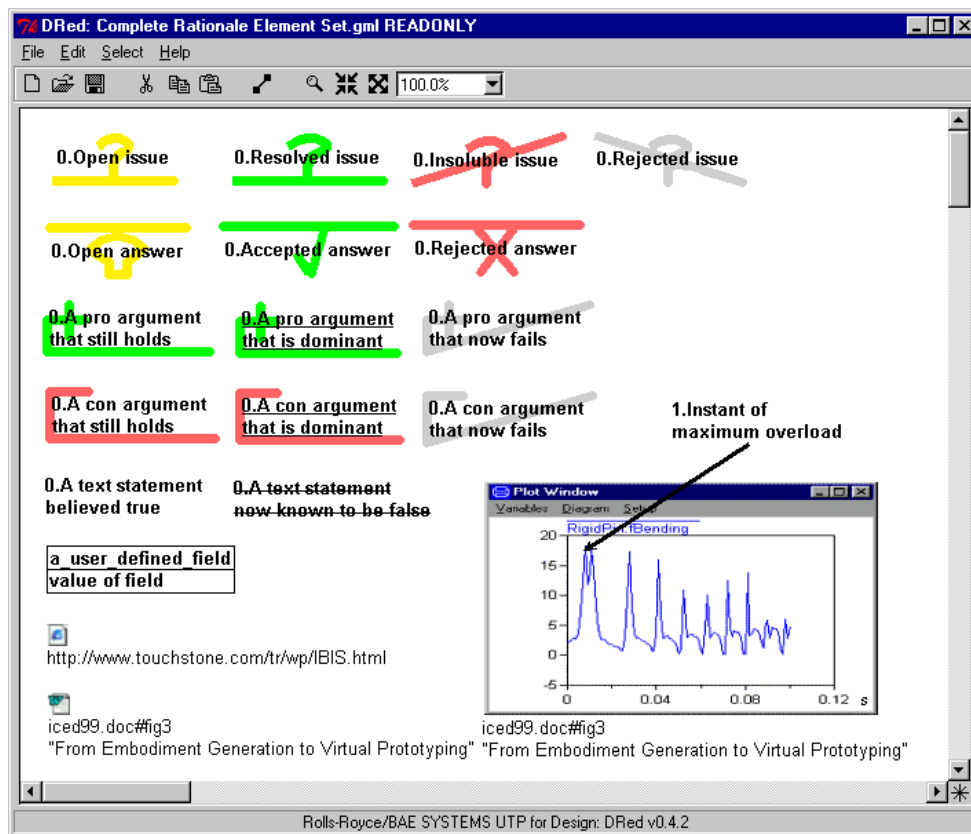 DRed: Complete Rationale Element Set.gml READONLY
File Edit Select Help
100.0%
0.Open issue 0.Resolved issue 0.Insoluble issue 0.Rejected issue
0.Open answer 0.Accepted answer 0.Rejected answer
0.A pro argument
that still holds
0.A pro argument
that is dominant
0.A pro argument
that now fails
0.A con argument
that still holds
0.A con argument
that is dominant
0.A con argument
that now fails
1.Instant of
maximum overload
0.A text statement
believed true
0.A text statement
now known to be false
a_user_defined_field
value of field
Plot Window
Variables Diagram Setup
RigidPin.fBending
20
15
10
5
0
-5
0 0.04 0.08 0.12 s
http://www.touchstone.com/tr/wp/IBIS.html
iced99.doc#fig3
"From Embodiment Generation to Virtual Prototyping"
iced99.doc#fig3
"From Embodiment Generation to Virtual Prototyping"
Rolls-Royce/BAE SYSTEMS UTP for Design: DRed v0.4.2